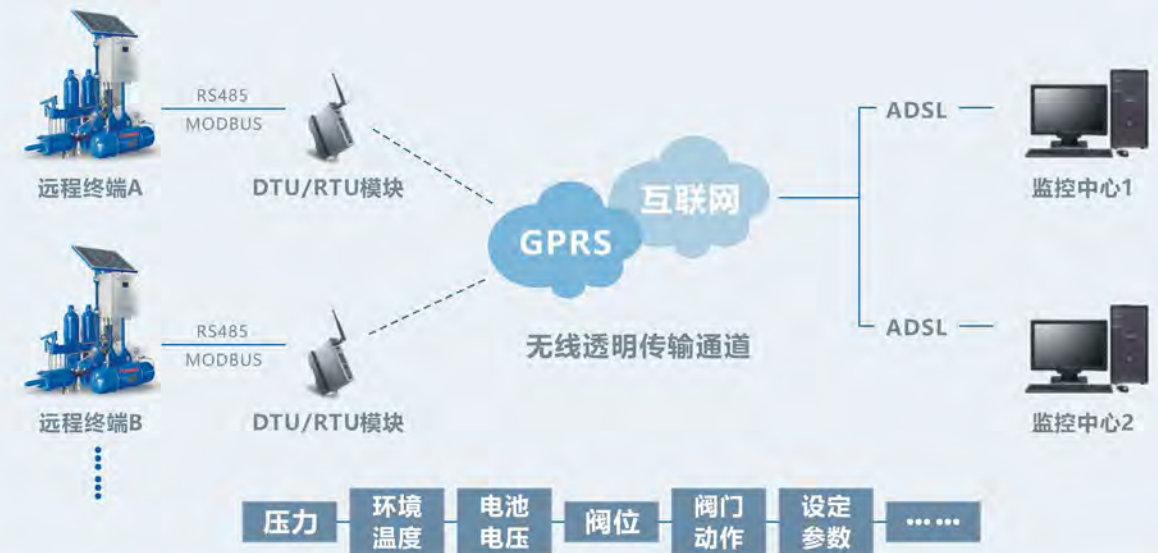 RS485
MODBUS
远程终端A
DTU/RTU模块
GPRS
互联网
ADSL
监控中心1
RS485
MODBUS
远程终端B
DTU/RTU模块
无线透明传输通道
ADSL
监控中心2
压力
环境
温度
电池
电压
阀位
阀门
动作
设定
参数
……